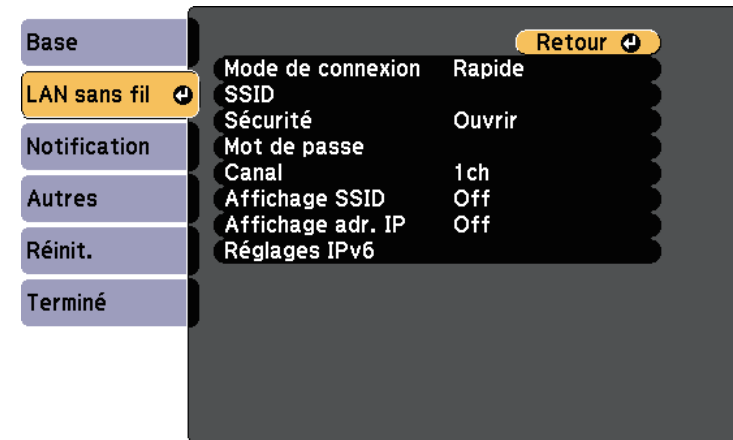 Base
LAN sans fil
Notification
Autres
Réinit.
Terminé
Retour
Mode de connexion Rapide
SSID
Sécurité Ouvrir
Mot de passe
Canal 1ch
Affichage SSID Off
Affichage adr. IP Off
Réglages IPv6